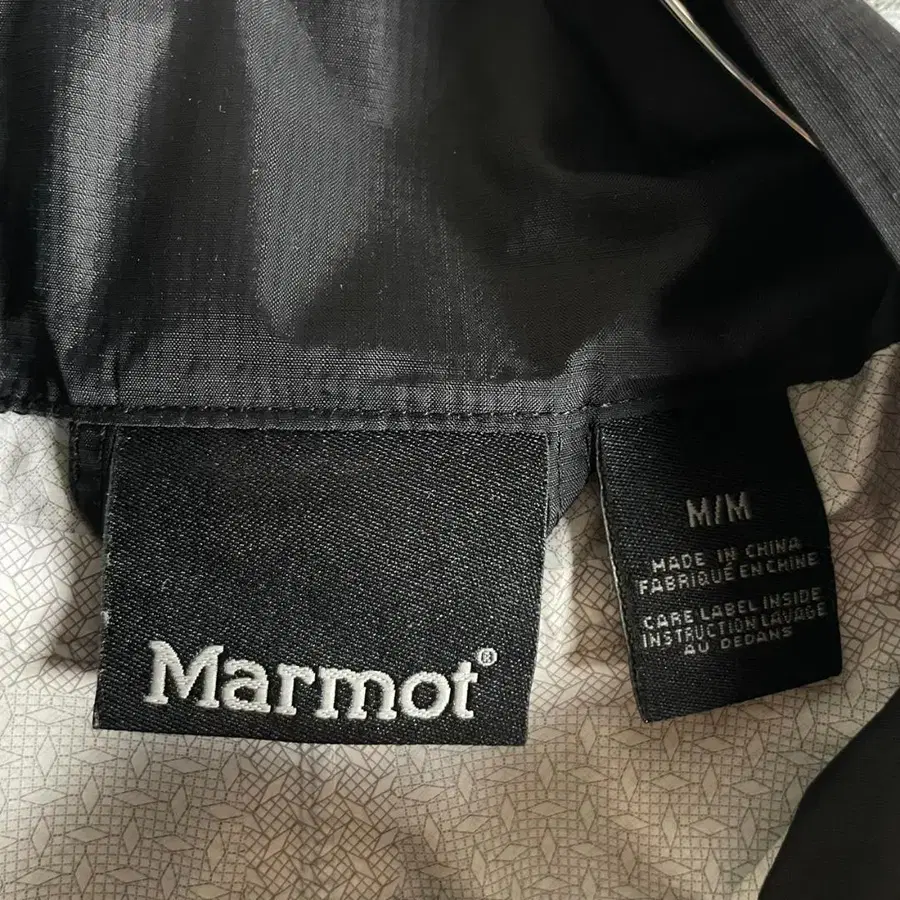 Marmot®
M/M
MADE IN CHINA
FABRIQUÉ EN CHINE
CARE LABEL INSIDE
INSTRUCTION LAVAGE
AU DEDANS